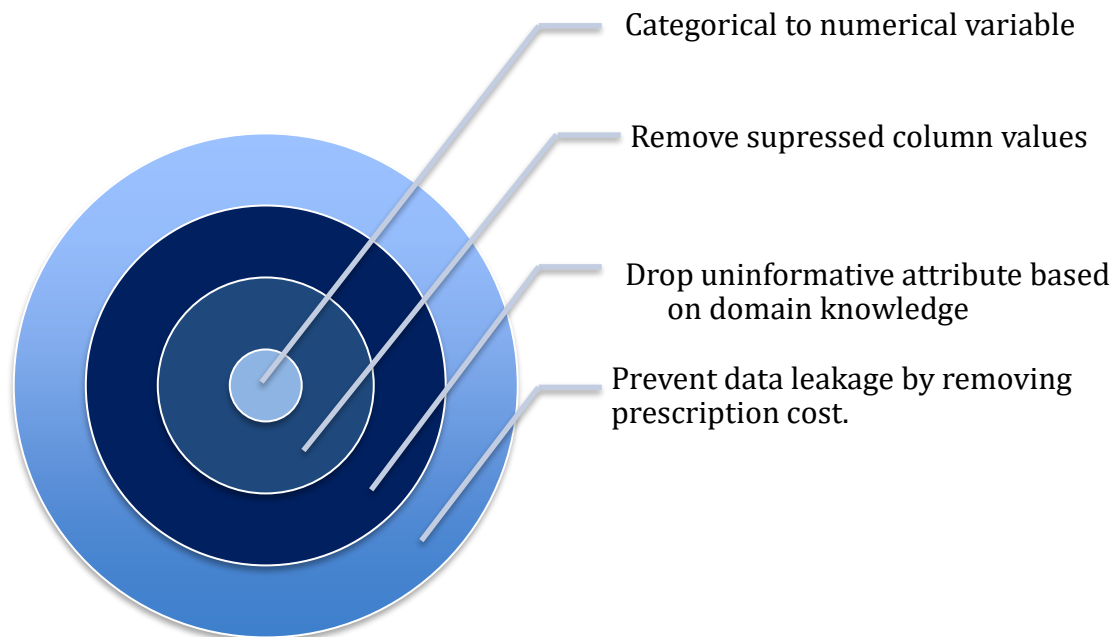 Categorical to numerical variable
Remove supressed column values
Drop uninformative attribute based
on domain knowledge
Prevent data leakage by removing
prescription cost.